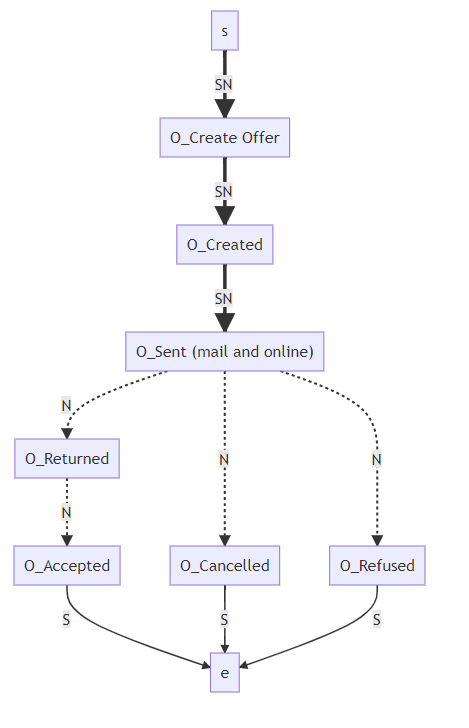 s
SN
O_Create Offer
SN
O_Created
SN
O_Sent (mail and online)
N
N
N
O_Returned
N
O_Accepted
O_Cancelled
O_Refused
S
S
S
e